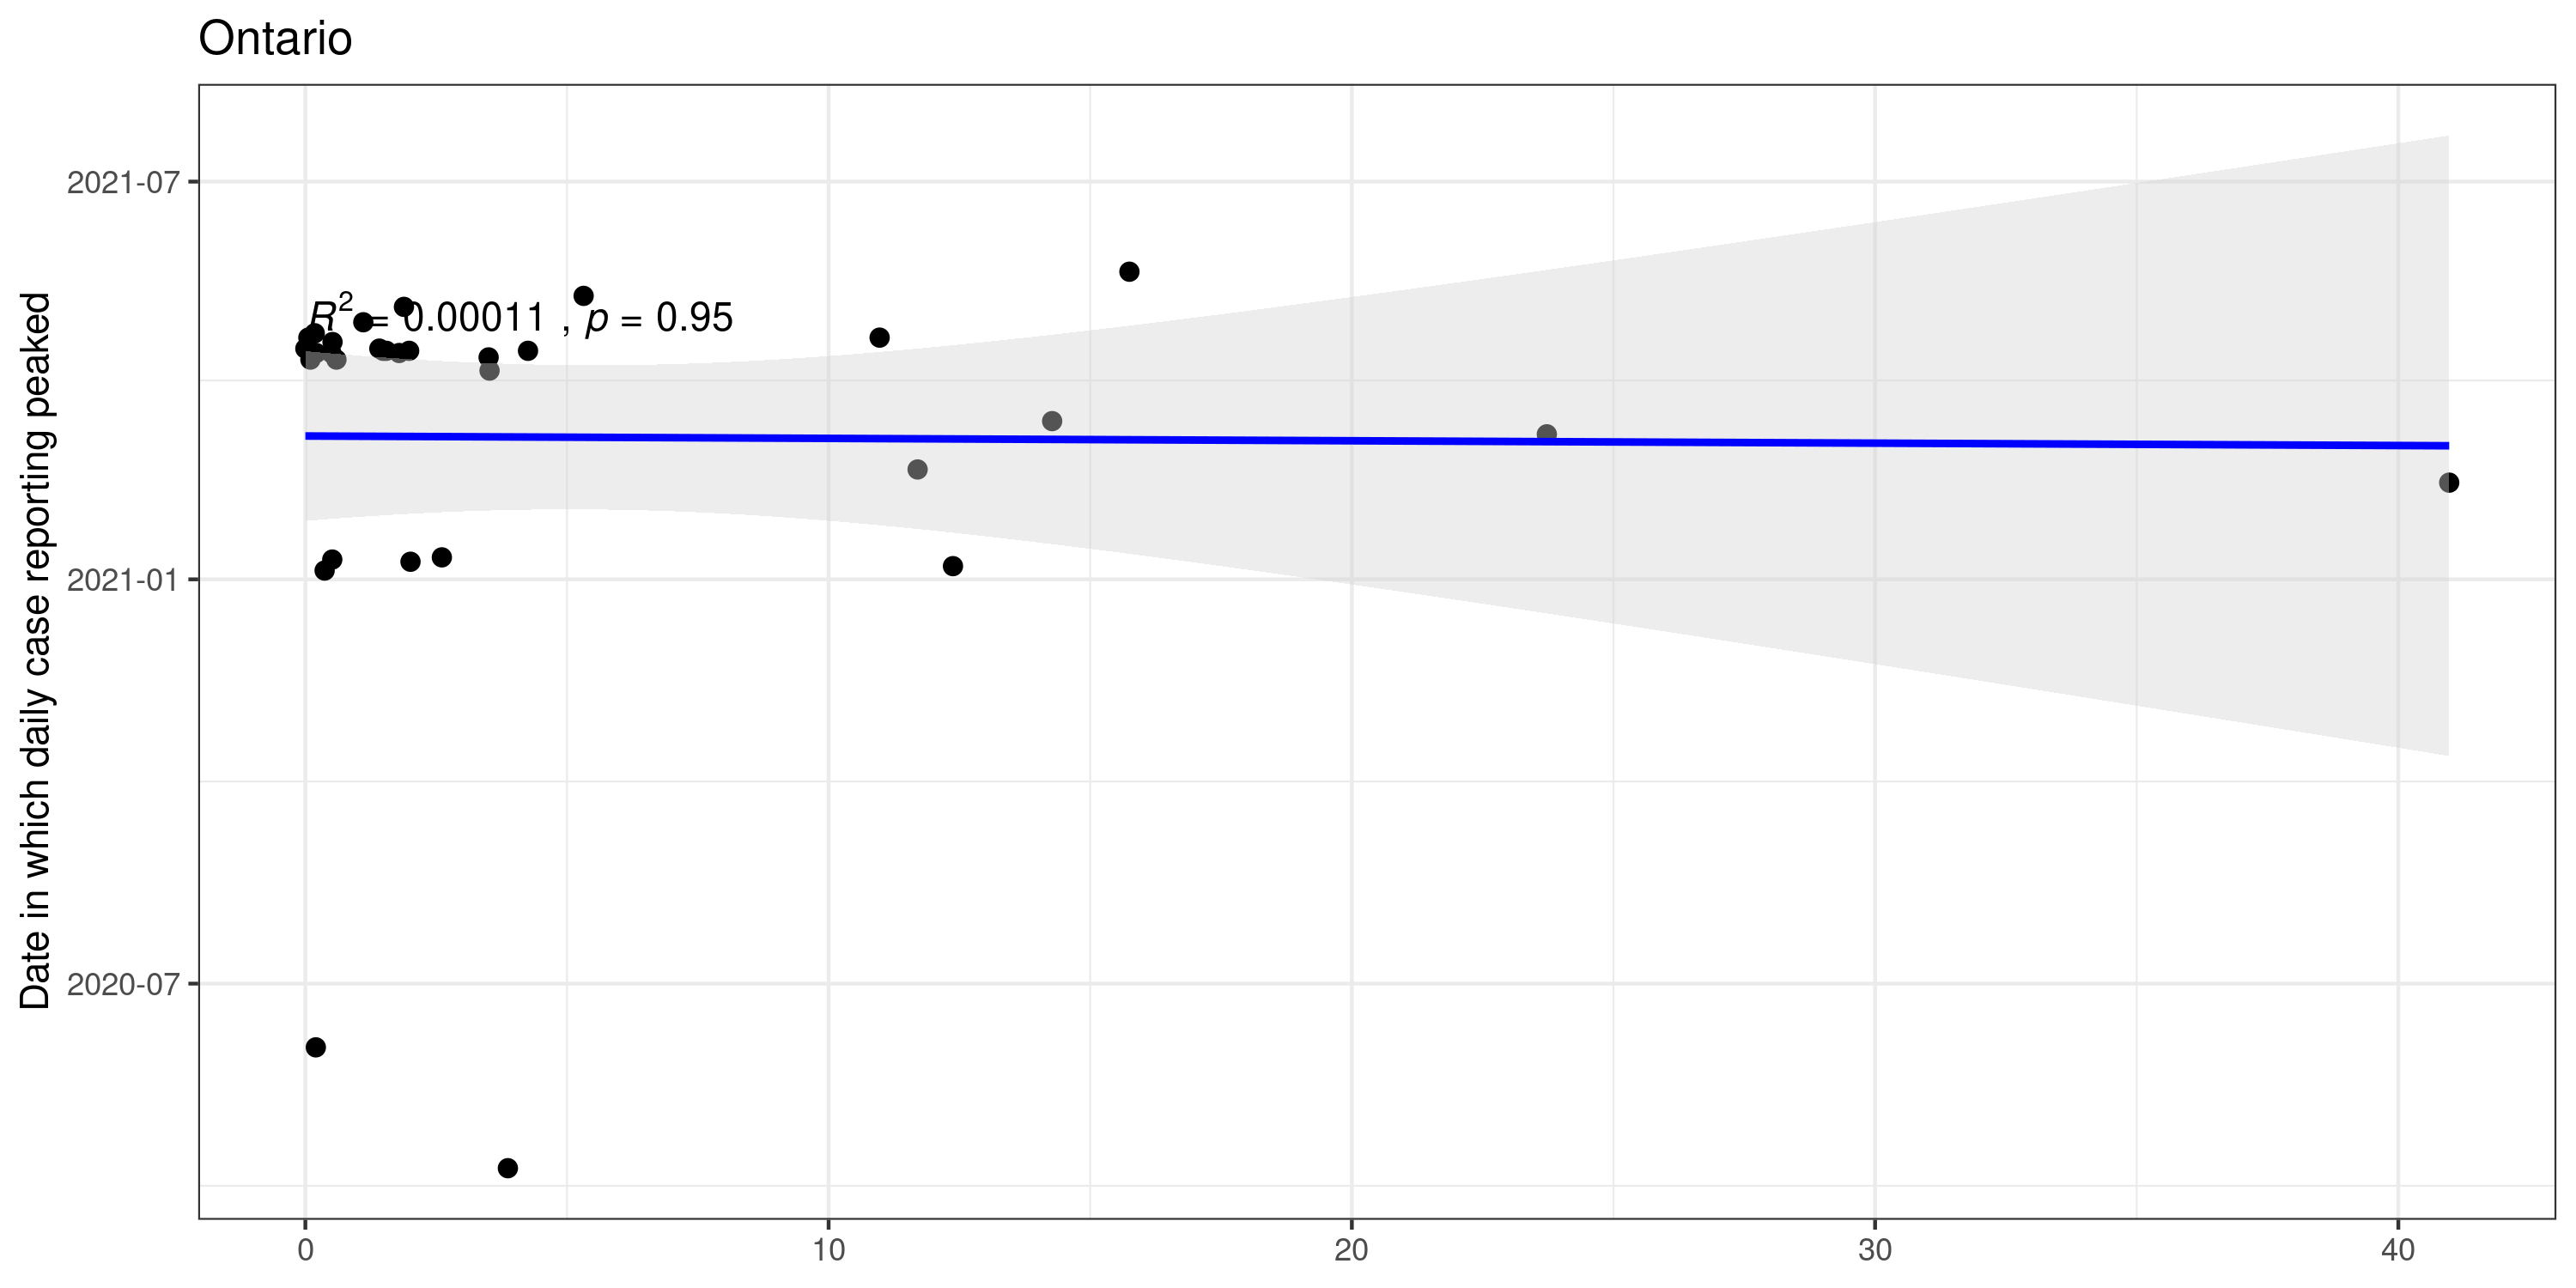 Ontario
Date in which daily case reporting peaked
2021-07
2021-01
2020-07
R² = 0.00011 , p = 0.95
0 10 20 30 40